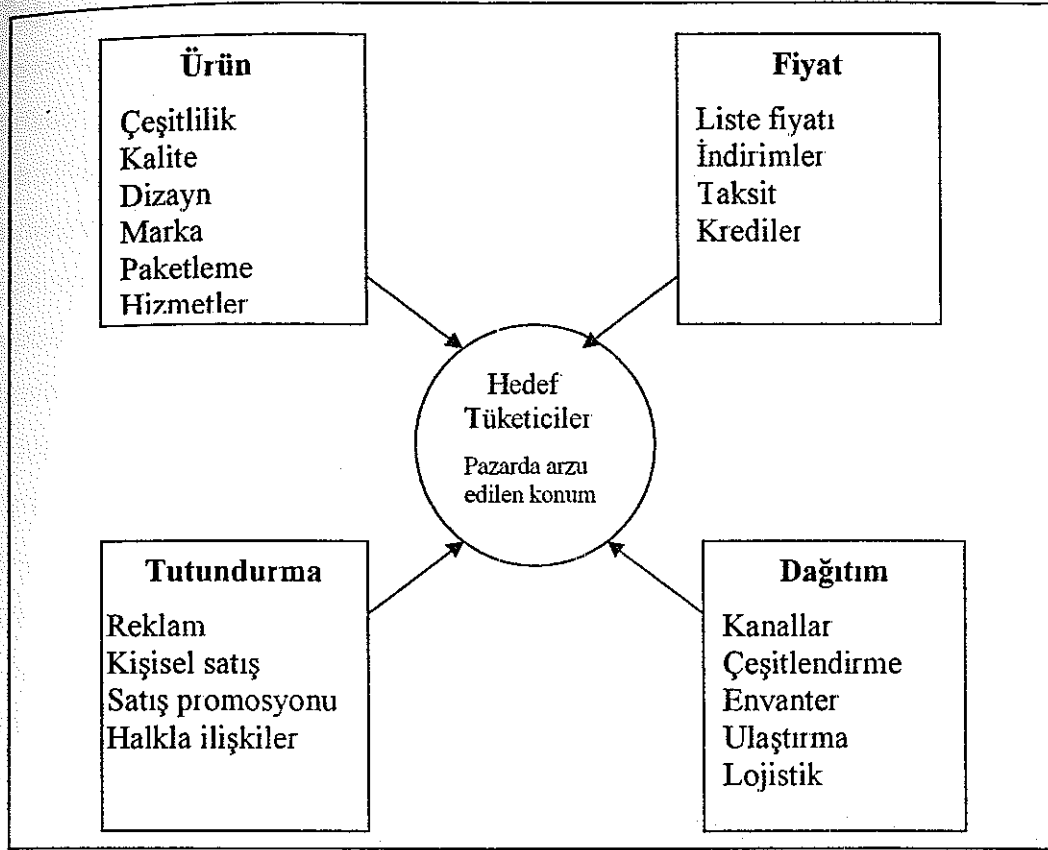 Ürün
Çeşitlilik
Kalite
Dizayn
Marka
Paketleme
Hizmetler
Fiyat
Liste fiyatı
İndirimler
Taksit
Krediler
Hedef
Tüketiciler
Pazarda arzu
edilen konum
Tutundurma
Reklam
Kişisel satış
Satış promosyonu
Halkla ilişkiler
Dağıtım
Kanallar
Çeşitlendirme
Envanter
Ulaştırma
Lojistik